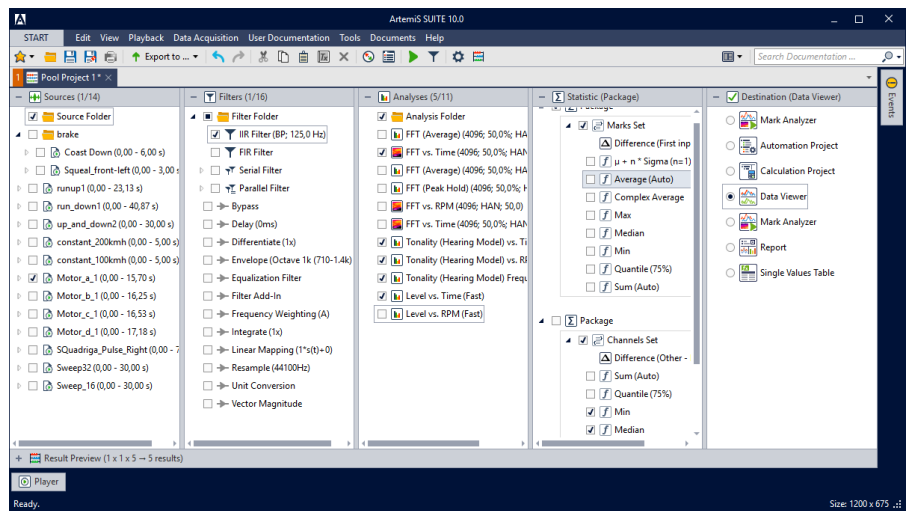 ArtemiS SUITE 10.0
START Edit View Playback Data Acquisition User Documentation Tools Documents Help
Export to ... Search Documentation ...
1 Pool Project 1*
Events
Sources (1/14)
Source Folder
brake
Coast Down (0,00 - 6,00 s)
Squeal_front-left (0,00 - 3,00 s
runup1 (0,00 - 23,13 s)
run_down1 (0,00 - 40,87 s)
up_and_down2 (0,00 - 30,00 s)
constant_200kmh (0,00 - 5,00 s)
constant_100kmh (0,00 - 5,00 s)
Motor_a_1 (0,00 - 15,70 s)
Motor_b_1 (0,00 - 16,25 s)
Motor_c_1 (0,00 - 16,53 s)
Motor_d_1 (0,00 - 17,18 s)
SQuadriga_Pulse_Right (0,00 - 7
Sweep32 (0,00 - 30,00 s)
Sweep_16 (0,00 - 30,00 s)
Filters (1/16)
Filter Folder
IIR Filter (BP; 125,0 Hz)
FIR Filter
Serial Filter
Parallel Filter
Bypass
Delay (0ms)
Differentiate (1x)
Envelope (Octave 1k (710-1.4k)
Equalization Filter
Filter Add-In
Frequency Weighting (A)
Integrate (1x)
Linear Mapping (1*s(t)+0)
Resample (44100Hz)
Unit Conversion
Vector Magnitude
Analyses (5/11)
Analysis Folder
FFT (Average) (4096; 50,0%; HA
FFT vs. Time (4096; 50,0%; HAN
FFT (Average) (4096; 50,0%; HA
FFT (Peak Hold) (4096; 50,0%; H
FFT vs. RPM (4096; HAN; 50,0)
FFT vs. Time (4096; 50,0%; HAN
Tonality (Hearing Model) vs. Ti
Tonality (Hearing Model) vs. RF
Tonality (Hearing Model) Frequ
Level vs. Time (Fast)
Level vs. RPM (Fast)
Statistic (Package)
Package
Marks Set
Difference (First inp
μ + n * Sigma (n=1)
Average (Auto)
Complex Average
Max
Median
Min
Quantile (75%)
Sum (Auto)
Package
Channels Set
Difference (Other -
Sum (Auto)
Quantile (75%)
Min
Median
Destination (Data Viewer)
Mark Analyzer
Automation Project
Calculation Project
Data Viewer
Mark Analyzer
Report
Single Values Table
Result Preview (1 x 1 x 5 → 5 results)
Player
Ready. Size: 1200 x 675